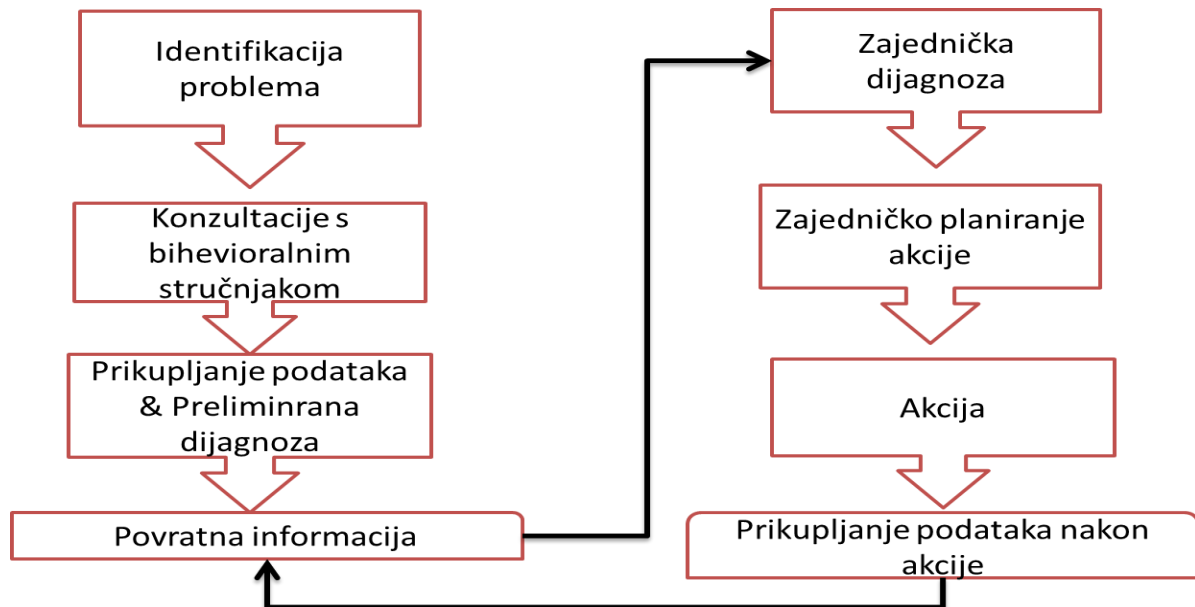 Identifikacija
problema
Konzultacije s
bihevioralnim
stručnjakom
Prikupljanje podataka
& Preliminrana
dijagnoza
Povratna informacija
Zajednička
dijagnoza
Zajedničko planiranje
akcije
Akcija
Prikupljanje podataka nakon
akcije